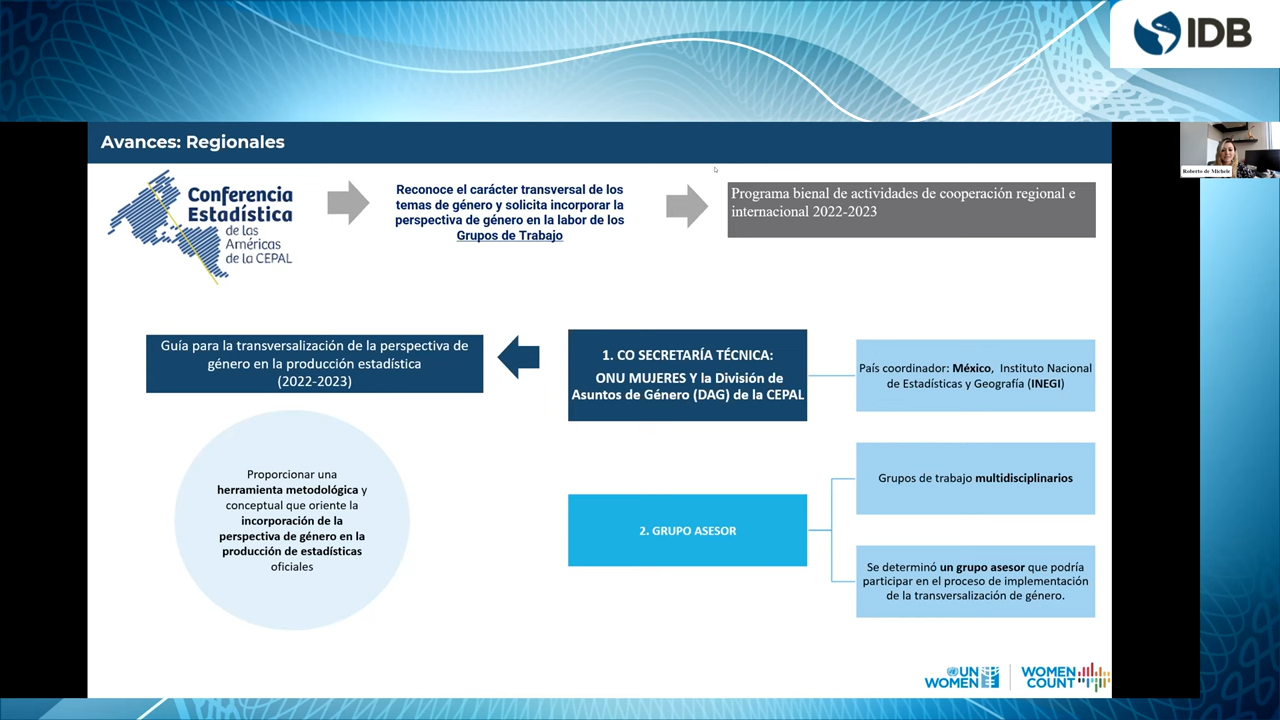 IDB
Avances: Regionales
Roberto de Michele
Conferencia
Estadística
de las
Américas
de la CEPAL
Reconoce el carácter transversal de los
temas de género y solicita incorporar la
perspectiva de género en la labor de los
Grupos de Trabajo
Programa bienal de actividades de cooperación regional e
internacional 2022-2023
Guía para la transversalización de la perspectiva de
género en la producción estadística
(2022-2023)
1. CO SECRETARÍA TÉCNICA:
ONU MUJERES Y la División de
Asuntos de Género (DAG) de la CEPAL
País coordinador: México, Instituto Nacional
de Estadísticas y Geografía (INEGI)
Proporcionar una
herramienta metodológica y
conceptual que oriente la
incorporación de la
perspectiva de género en la
producción de estadísticas
oficiales
2. GRUPO ASESOR
Grupos de trabajo multidisciplinarios
Se determinó un grupo asesor que podría
participar en el proceso de implementación
de la transversalización de género.
UN
WOMEN
WOMEN
COUNT